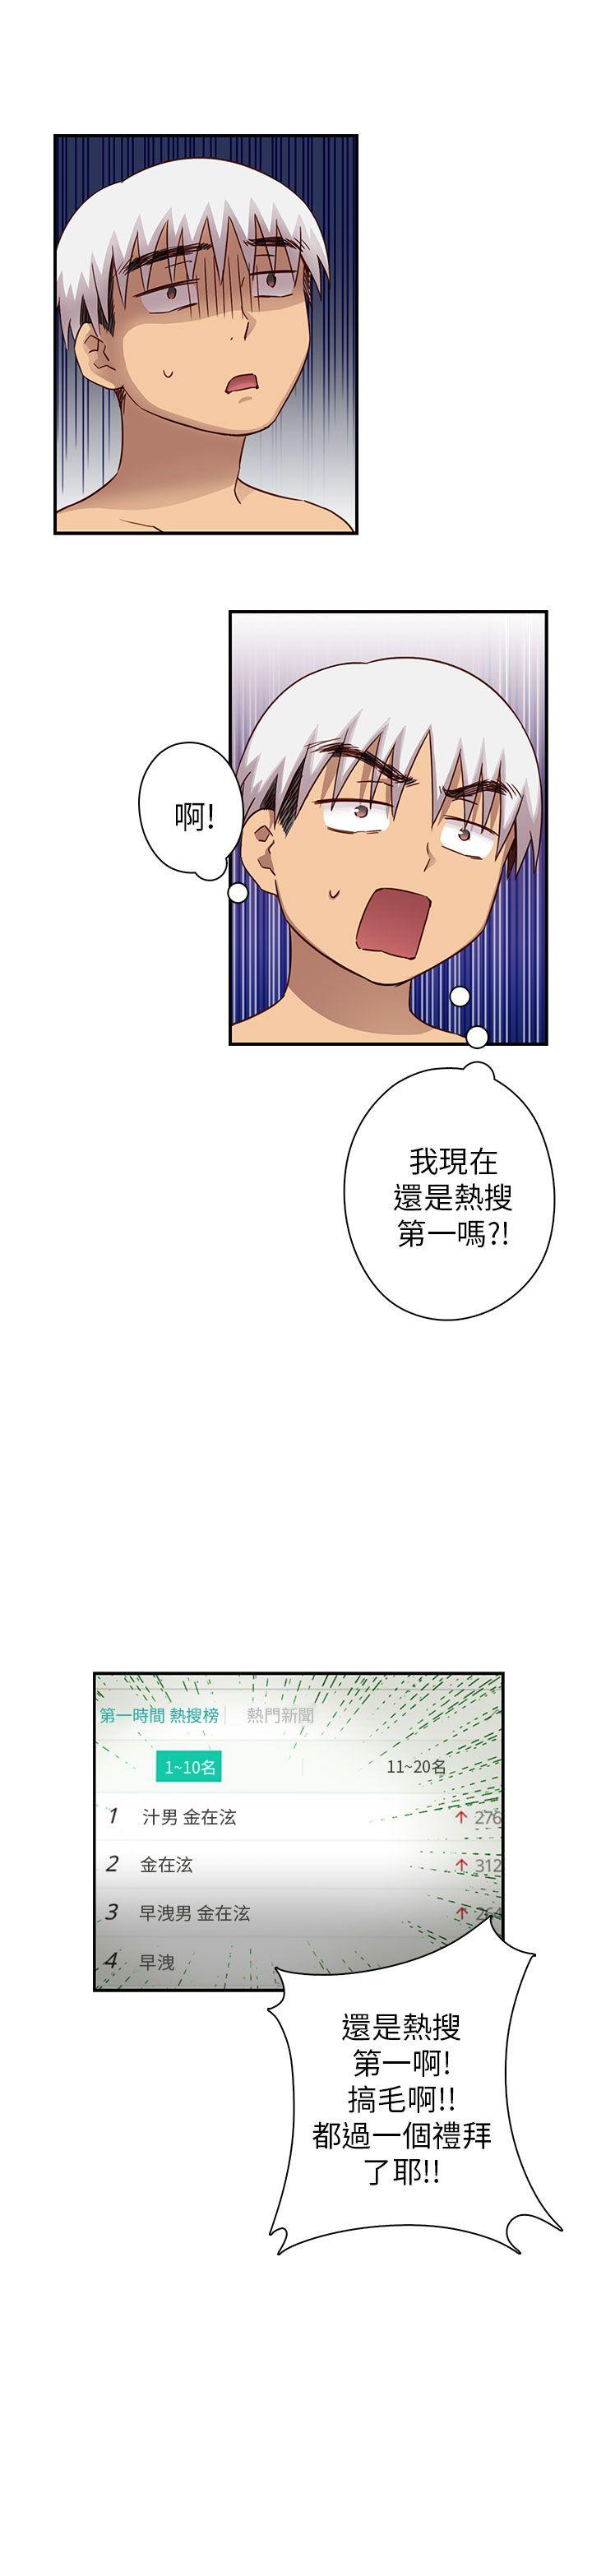 啊!
我現在
還是熱搜
第一嗎?!
第一時間 熱搜榜 熱門新聞
1~10名 11~20名
1 汁男 金在泫 ↑ 276
2 金在泫 ↑ 312
3 早洩男 金在泫 ↑
4 早洩
還是熱搜
第一啊!
搞毛啊!!
都過一個禮拜
了耶!!